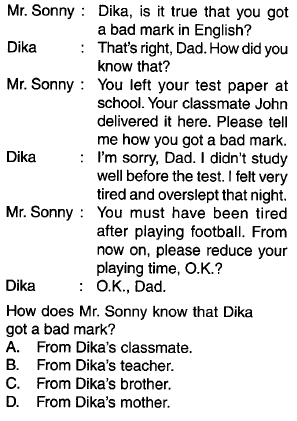 Mr. Sonny : Dika, is it true that you got
a bad mark in English?
Dika : That's right, Dad. How did you
know that?
Mr. Sonny : You left your test paper at
school. Your classmate John
delivered it here. Please tell
me how you got a bad mark.
Dika : I'm sorry, Dad. I didn't study
well before the test. I felt very
tired and overslept that night.
Mr. Sonny : You must have been tired
after playing football. From
now on, please reduce your
playing time, O.K.?
Dika : O.K., Dad.
How does Mr. Sonny know that Dika
got a bad mark?
A. From Dika's classmate.
B. From Dika's teacher.
C. From Dika's brother.
D. From Dika's mother.